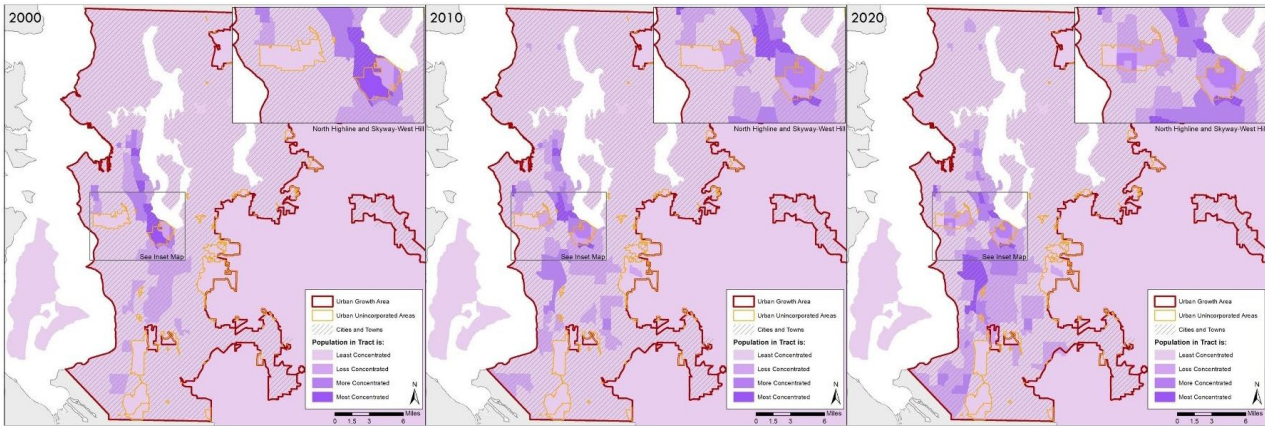 2000
North Highline and Skyway-West Hill
See Inset Map
Urban Growth Area
Urban Unincorporated Areas
Cities and Towns
Population in Tract is:
Least Concentrated
Less Concentrated
More Concentrated
Most Concentrated
N
Miles
0 1.5 3 6
2010
North Highline and Skyway-West Hill
See Inset Map
Urban Growth Area
Urban Unincorporated Areas
Cities and Towns
Population in Tract is:
Least Concentrated
Less Concentrated
More Concentrated
Most Concentrated
N
Miles
0 1.5 3 6
2020
North Highline and Skyway-West Hill
See Inset Map
Urban Growth Area
Urban Unincorporated Areas
Cities and Towns
Population in Tract is:
Least Concentrated
Less Concentrated
More Concentrated
Most Concentrated
N
Miles
0 1.5 3 6